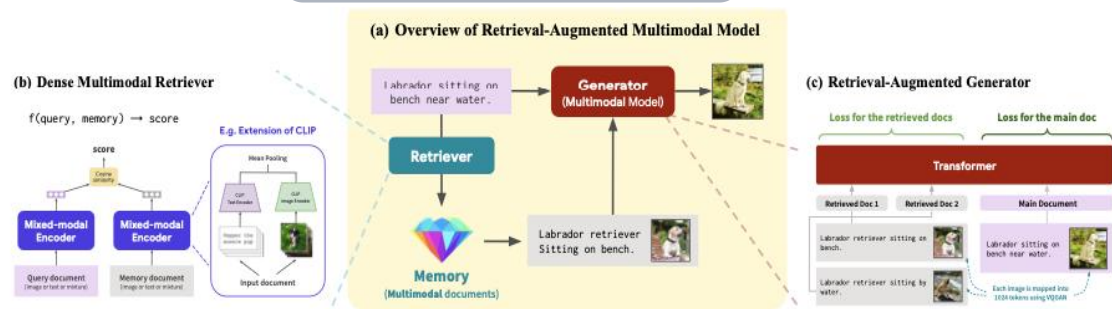 (a) Overview of Retrieval-Augmented Multimodal Model
Labrador sitting on
bench near water.
Generator
(Multimodal Model)
Retriever
Memory
(Multimodal documents)
Labrador retriever
Sitting on bench.
(b) Dense Multimodal Retriever
f(query, memory) → score
score
Cosine
similarity
Mixed-modal
Encoder
Mixed-modal
Encoder
Query document
(image or text or mixture)
Memory document
(image or text or mixture)
E.g. Extension of CLIP
Mean Pooling
CLIP
Text Encoder
CLIP
Image Encoder
Input document
(c) Retrieval-Augmented Generator
Loss for the retrieved docs
Loss for the main doc
Transformer
Retrieved Doc 1
Retrieved Doc 2
Main Document
Labrador retriever sitting on
bench.
Labrador retriever sitting by
water.
Labrador sitting on
bench near water.
Each image is mapped into
1024 tokens using VQGAN